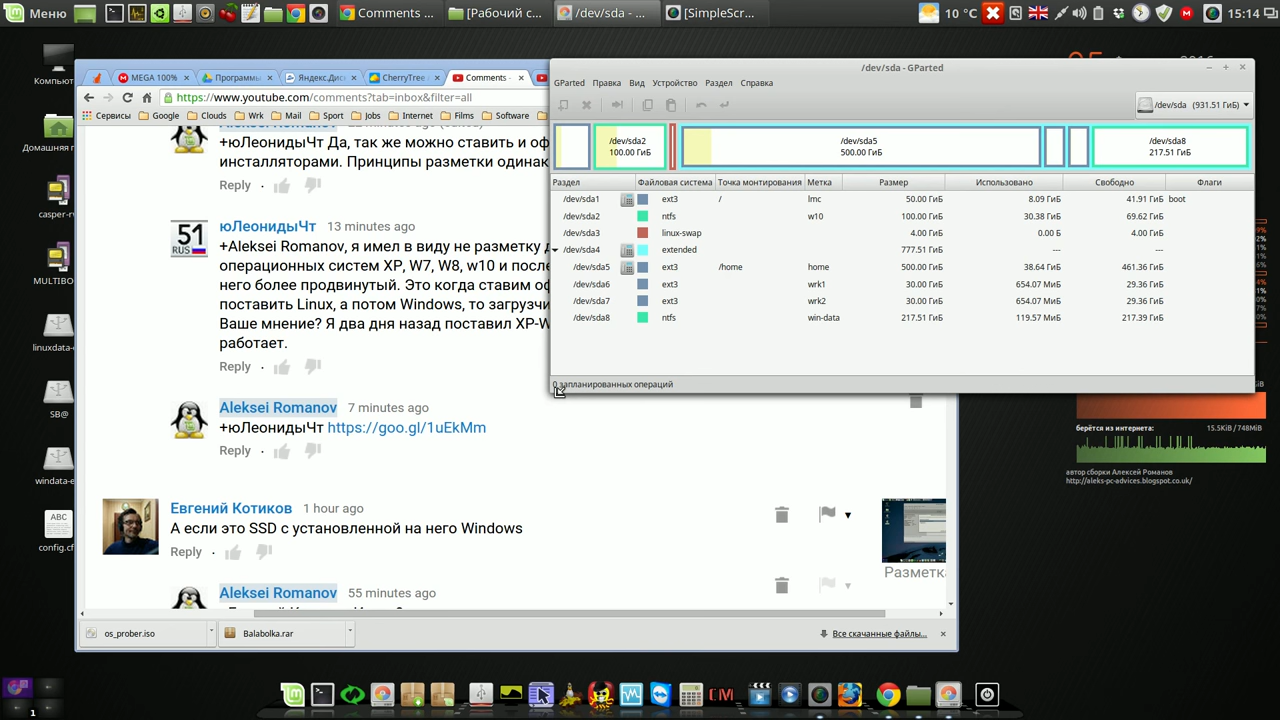 Меню
Comments ...
[Рабочий с...
/dev/sda - ...
[SimpleScr...
10 °C
15:14
Компьют
Домашняя г
casper-r
MULTIBO
linuxdata-
SB@
windata-e
ABC
config.cf
MEGA 100%
Программы
Яндекс.Дис
CherryTree
Comments -
https://www.youtube.com/comments?tab=inbox&filter=all
Сервисы
Google
Clouds
Wrk
Mail
Sport
Jobs
Internet
Films
Software
+юЛеонидыЧт Да, так же можно ставить и оф
инсталляторами. Принципы разметки одинак
Reply
51
RUS
юЛеонидыЧт 13 minutes ago
+Aleksei Romanov, я имел в виду не разметку д
операционных систем XP, W7, W8, w10 и посл
него более продвинутый. Это когда ставим о
поставить Linux, а потом Windows, то загрузчи
Ваше мнение? Я два дня назад поставил XP-W
работает.
Reply
Aleksei Romanov 7 minutes ago
+юЛеонидыЧт https://goo.gl/1uEkMm
Reply
Евгений Котиков 1 hour ago
А если это SSD с установленной на него Windows
Reply
Разметка
Aleksei Romanov 55 minutes ago
os_prober.iso
Balabolka.rar
Все скачанные файлы...
/dev/sda - GParted
GParted Правка Вид Устройство Раздел Справка
/dev/sda (931.51 ГиБ)
/dev/sda2
100.00 ГиБ
/dev/sda5
500.00 ГиБ
/dev/sda8
217.51 ГиБ
Раздел Файловая система Точка монтирования Метка Размер Использовано Свободно Флаги
/dev/sda1 ext3 / lmc 50.00 ГиБ 8.09 ГиБ 41.91 ГиБ boot
/dev/sda2 ntfs w10 100.00 ГиБ 30.38 ГиБ 69.62 ГиБ
/dev/sda3 linux-swap 4.00 ГиБ 0.00 Б 4.00 ГиБ
/dev/sda4 extended 777.51 ГиБ --- ---
/dev/sda5 ext3 /home home 500.00 ГиБ 38.64 ГиБ 461.36 ГиБ
/dev/sda6 ext3 wrk1 30.00 ГиБ 654.07 МиБ 29.36 ГиБ
/dev/sda7 ext3 wrk2 30.00 ГиБ 654.02 МиБ 29.36 ГиБ
/dev/sda8 ntfs win-data 217.51 ГиБ 119.57 МиБ 217.39 ГиБ
0 запланированных операций
15.5KiB / 748MiB
берётся из интернета:
автор сборки Алексей Романов
http://aleks-pc-advices.blogspot.co.uk/
1